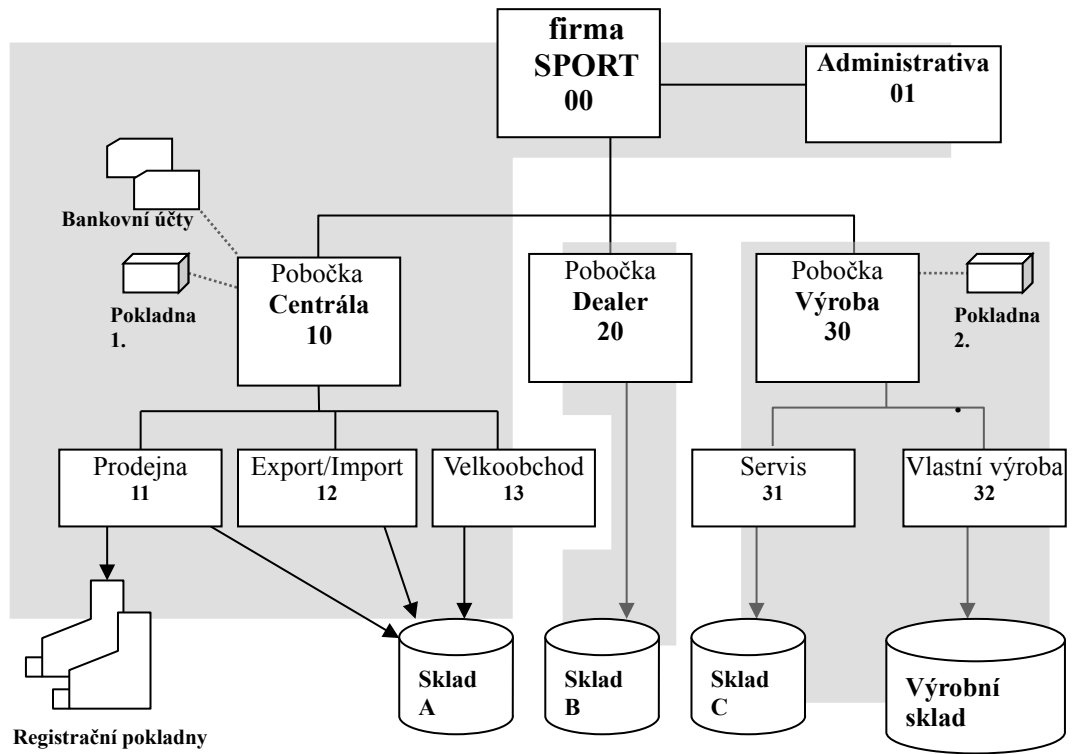 firma
SPORT
00
Administrativa
01
Bankovní účty
Pokladna
1.
Pobočka
Centrála
10
Pobočka
Dealer
20
Pobočka
Výroba
30
Pokladna
2.
Prodejna
11
Export/Import
12
Velkoobchod
13
Servis
31
Vlastní výroba
32
Sklad
A
Sklad
B
Sklad
C
Výrobní
sklad
Registrační pokladny